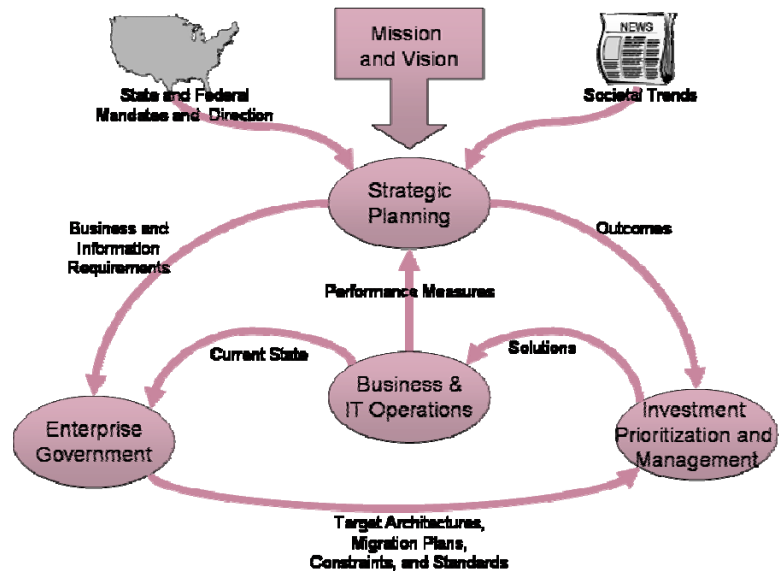 NEWS
Mission
and Vision
State and Federal
Mandates and Direction
Societal Trends
Strategic
Planning
Business and
Information
Requirements
Outcomes
Performance Measures
Current State
Solutions
Business &
IT Operations
Enterprise
Government
Investment
Prioritization and
Management
Target Architectures,
Migration Plans,
Constraints, and Standards